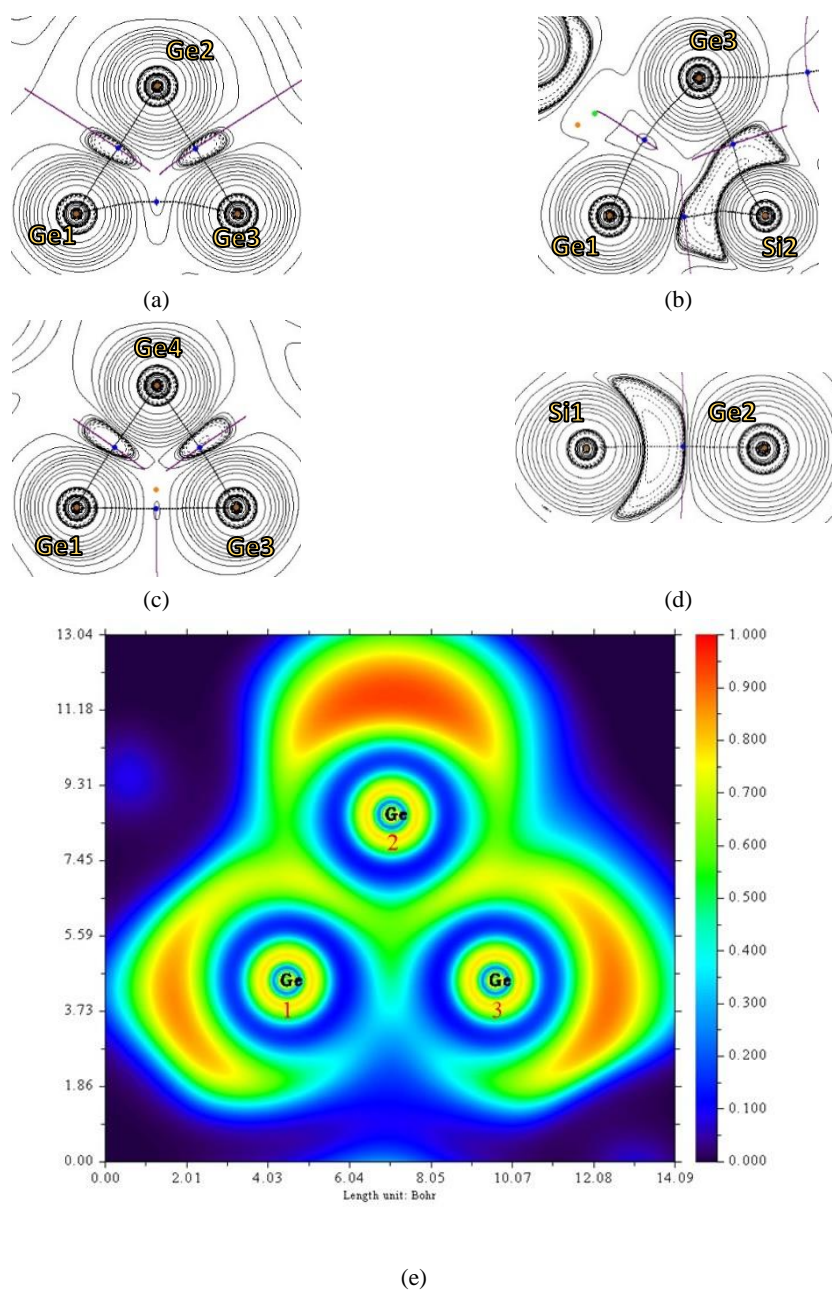 Ge2
Ge1
Ge3
(a)
Ge3
Ge1
Si2
(b)
Ge4
Ge1
Ge3
(c)
Si1
Ge2
(d)
13.04
11.18
9.31
7.45
5.59
3.73
1.86
0.00
0.00
2.01
4.03
6.04
8.05
10.07
12.08
14.09
Length unit: Bohr
Ge
2
Ge
1
Ge
3
1.000
0.900
0.800
0.700
0.600
0.500
0.400
0.300
0.200
0.100
0.000
(e)